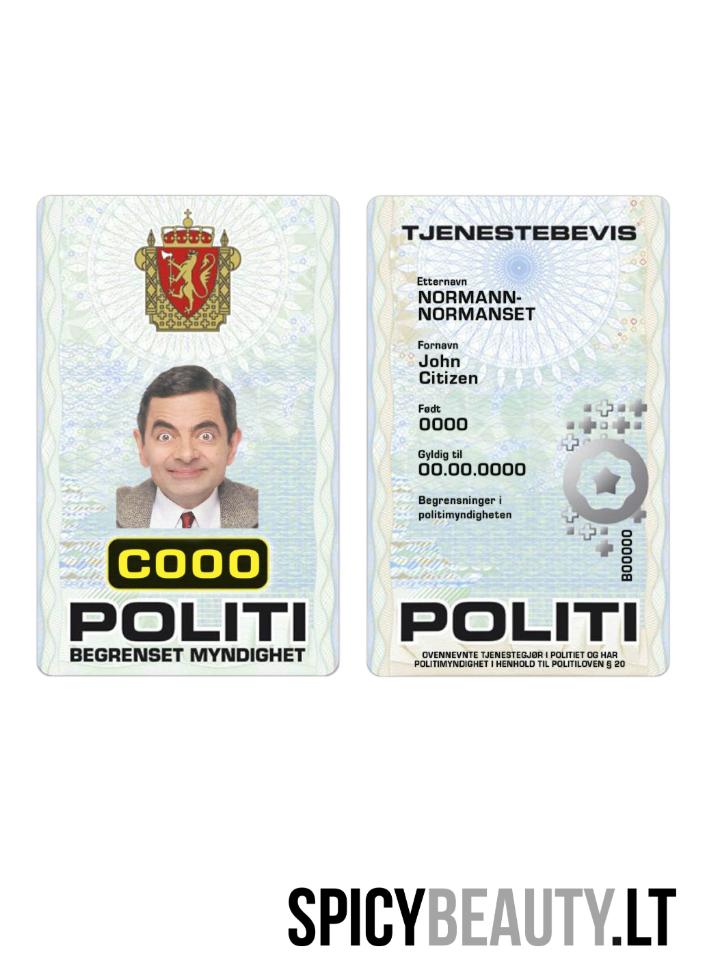 COOO
POLITI
BEGRENSET MYNDIGHET
TJENESTEBEVIS
Etternavn
NORMANN-
NORMANSET
Fornavn
John
Citizen
Født
0000
Gyldig til
00.00.0000
Begrensninger i
politimyndigheten
B00000
POLITI
OVENNEVNTE TJENESTEGJØR I POLITIET OG HAR
POLITIMYNDIGHET I HENHOLD TIL POLITILOVEN § 20
SPICYBEAUTY.LT